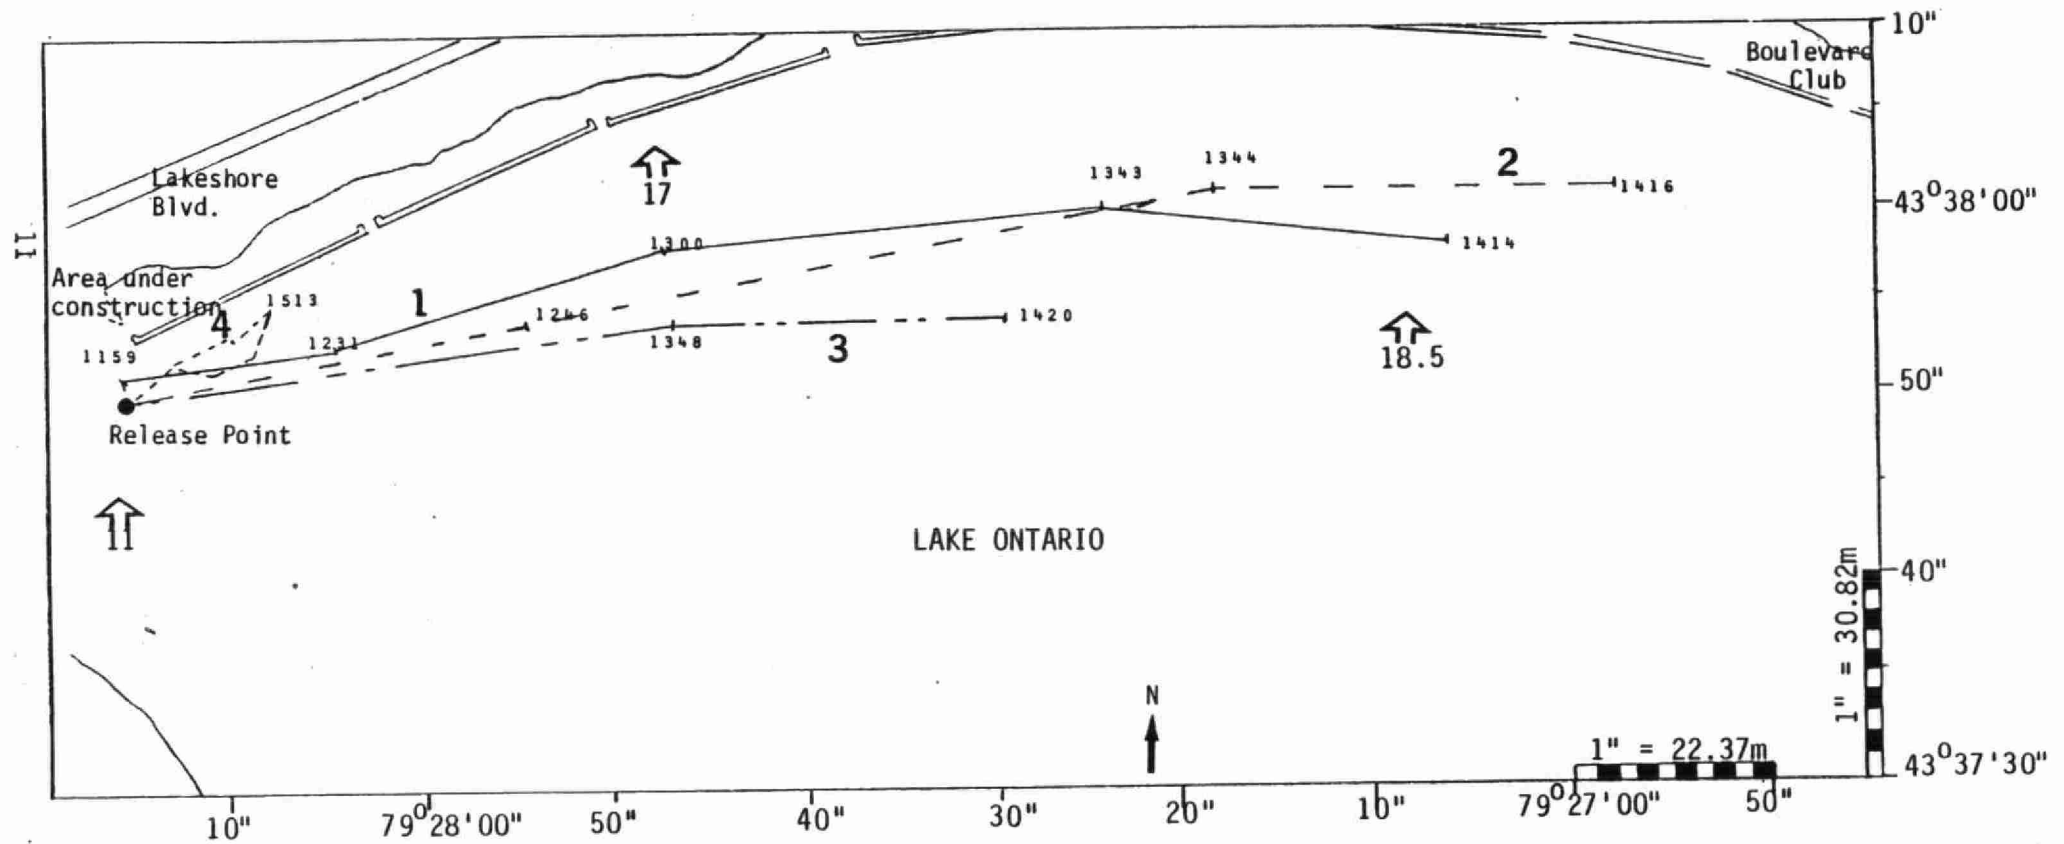 10"
Boulevard
Club
1344
2
1343
17
1416
43°38'00"
Lakeshore
Blvd.
1300
1414
II
Area under
construction
1513
1
4
1246
1420
1159
1231
1348
3
18.5
50"
Release Point
11
LAKE ONTARIO
40"
1" = 30.82m
N
1" = 22.37m
43°37'30"
10"
79°28'00"
50"
40"
30"
20"
10"
79°27'00"
50"